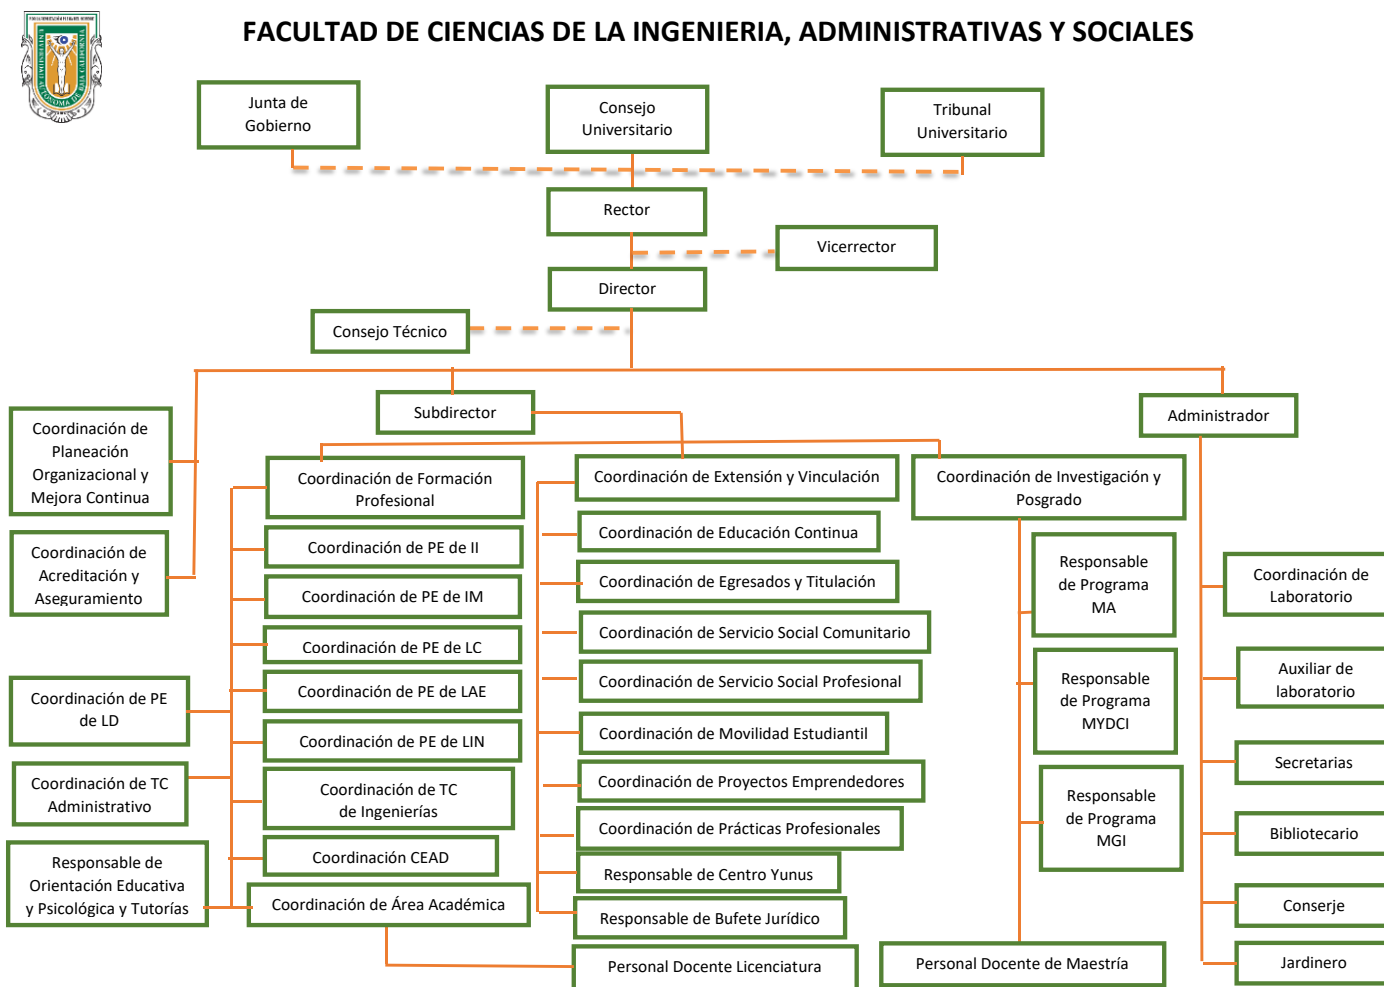 FACULTAD DE CIENCIAS DE LA INGENIERIA, ADMINISTRATIVAS Y SOCIALES
Junta de
Gobierno
Consejo
Universitario
Tribunal
Universitario
Rector
Vicerrector
Director
Consejo Técnico
Subdirector
Administrador
Coordinación de
Planeación
Organizacional y
Mejora Continua
Coordinación de
Acreditación y
Aseguramiento
Coordinación de PE
de LD
Coordinación de TC
Administrativo
Responsable de
Orientación Educativa
y Psicológica y Tutorías
Coordinación de Formación
Profesional
Coordinación de PE de II
Coordinación de PE de IM
Coordinación de PE de LC
Coordinación de PE de LAE
Coordinación de PE de LIN
Coordinación de TC
de Ingenierías
Coordinación CEAD
Coordinación de Área Académica
Personal Docente Licenciatura
Coordinación de Extensión y Vinculación
Coordinación de Educación Continua
Coordinación de Egresados y Titulación
Coordinación de Servicio Social Comunitario
Coordinación de Servicio Social Profesional
Coordinación de Movilidad Estudiantil
Coordinación de Proyectos Emprendedores
Coordinación de Prácticas Profesionales
Responsable de Centro Yunus
Responsable de Bufete Jurídico
Coordinación de Investigación y
Posgrado
Responsable
de Programa
MA
Responsable
de Programa
MYDCI
Responsable
de Programa
MGI
Personal Docente de Maestría
Coordinación de
Laboratorio
Auxiliar de
laboratorio
Secretarias
Bibliotecario
Conserje
Jardinero